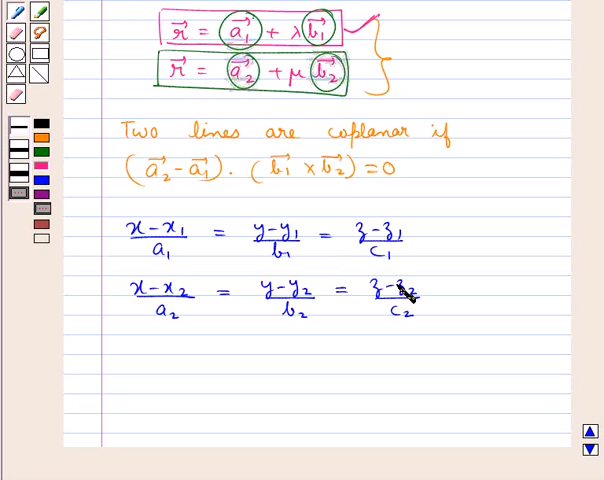 r⃗ = a₁⃗ + λ b₁⃗
r⃗ = a₂⃗ + μ b₂⃗
Two lines are coplanar if
(a₂⃗ - a₁⃗) . (b₁⃗ × b₂⃗) = 0
(x - x₁)/a₁ = (y - y₁)/b₁ = (z - z₁)/c₁
(x - x₂)/a₂ = (y - y₂)/b₂ = (z - z₂)/c₂